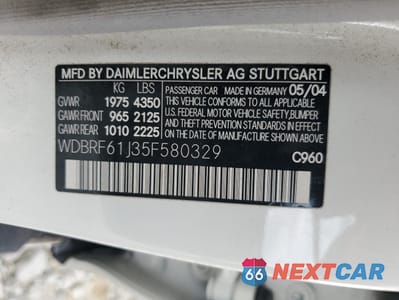 MFD BY DAIMLERCHRYSLER AG STUTTGART
KG LBS
GVWR 1975 4350
GAWR FRONT 965 2125
GAWR REAR 1010 2225
PASSENGER CAR MADE IN GERMANY 05/04
THIS VEHICLE CONFORMS TO ALL APPLICABLE
U.S. FEDERAL MOTOR VEHICLE SAFETY,
BUMPER, AND THEFT PREVENTION
STANDARDS IN EFFECT ON THE
DATE OF MANUFACTURE SHOWN ABOVE.
WDBRF61J35F580329
C960
66 NEXTCAR